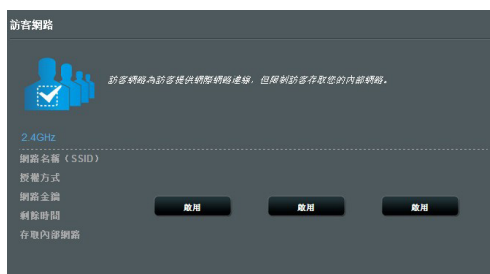 訪客網路
訪客網路為訪客提供網際網路連線，但限制訪客存取您的內部網路。
2.4GHz
網路名稱（SSID）
授權方式
網路金鑰
剩餘時間
存取內部網路
啟用 啟用 啟用